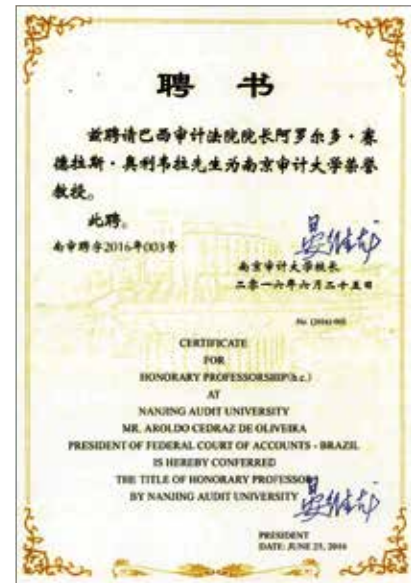 聘 书
兹聘请巴西审计法院院长阿罗尔多·塞
德拉斯·奥利韦拉先生为南京审计大学荣誉
教授。
此聘。
南审聘字2016年003号
南京审计大学校长
二零一六年六月二十五日
No. (2016) 003
CERTIFICATE
FOR
HONORARY PROFESSORSHIP(h.c.)
AT
NANJING AUDIT UNIVERSITY
MR. AROLDO CEDRAZ DE OLIVEIRA
PRESIDENT OF FEDERAL COURT OF ACCOUNTS - BRAZIL
IS HEREBY CONFERRED
THE TITLE OF HONORARY PROFESSOR
BY NANJING AUDIT UNIVERSITY
PRESIDENT
DATE: JUNE 25, 2016